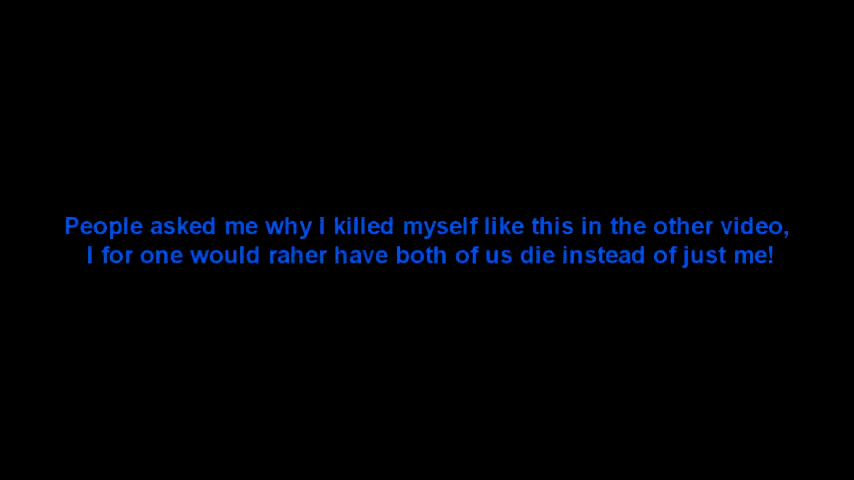 People asked me why I killed myself like this in the other video,
I for one would raher have both of us die instead of just me!